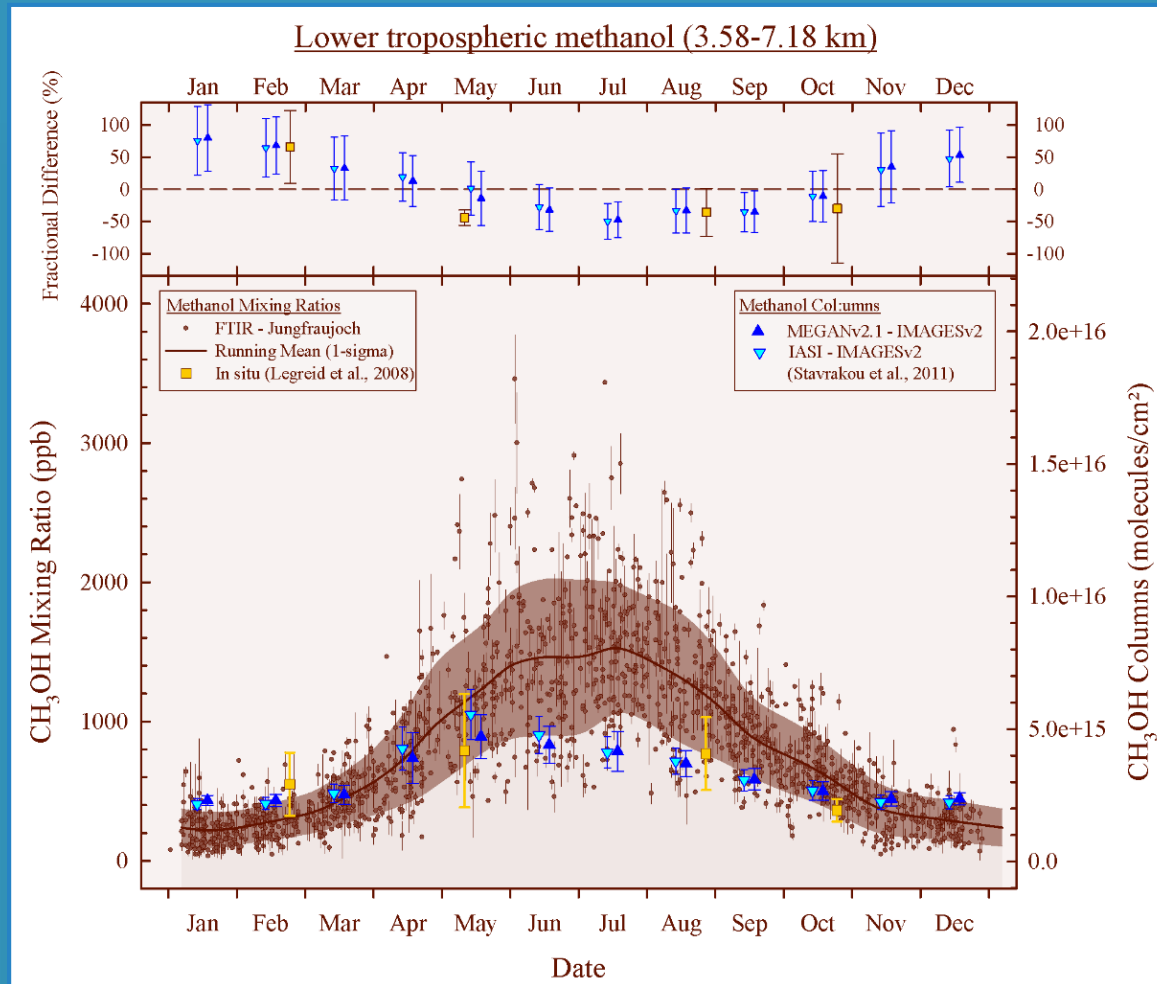 Lower tropospheric methanol (3.58-7.18 km)
Jan Feb Mar Apr May Jun Jul Aug Sep Oct Nov Dec
Fractional Difference (%)
100 100
50 50
0 0
-50 -50
-100 -100
4000
3000
2000
1000
0
CH₃OH Mixing Ratio (ppb)
Methanol Mixing Ratios
FTIR - Jungfraujoch
Running Mean (1-sigma)
In situ (Legreid et al., 2008)
Methanol Col:umns
MEGANv2.1 - IMAGESv2
IASI - IMAGESv2
(Stavrakou et al., 2011)
2.0e+16
1.5e+16
1.0e+16
5.0e+15
0.0
CH₃OH Columns (molecules/cm²)
Jan Feb Mar Apr May Jun Jul Aug Sep Oct Nov Dec
Date